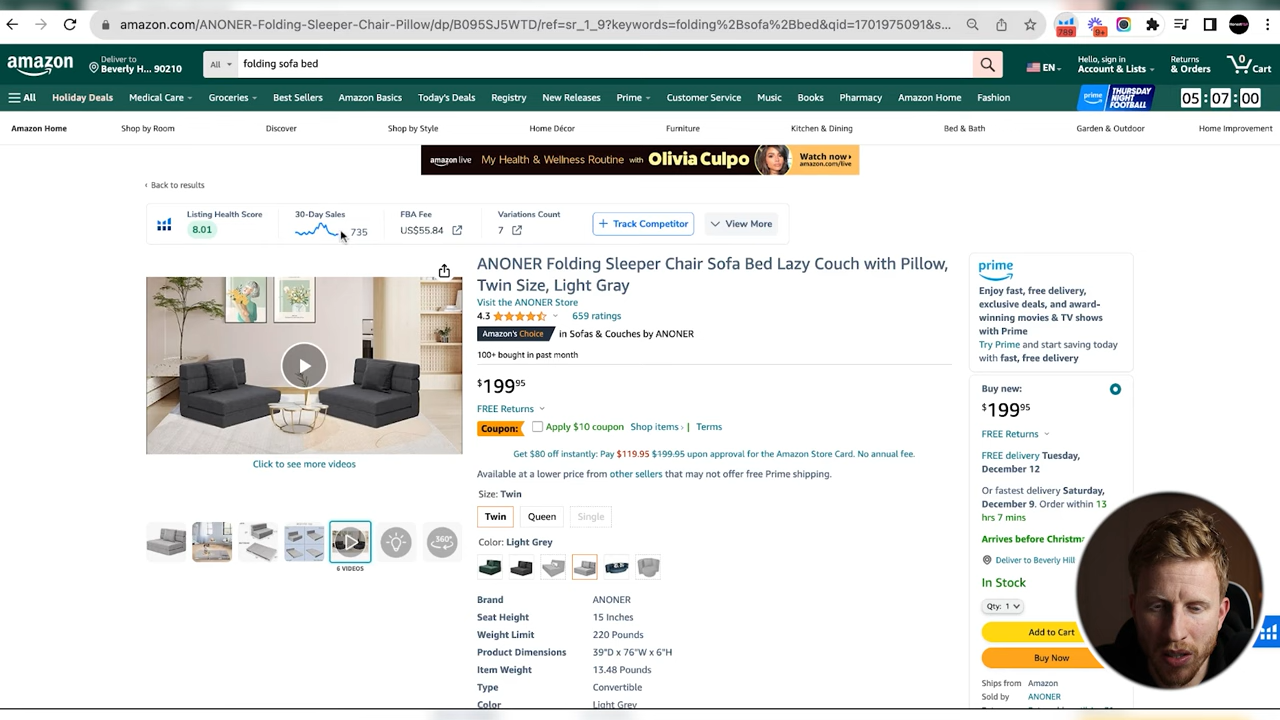 amazon.com/ANONER-Folding-Sleeper-Chair-Pillow/dp/B095SJ5WTD/ref=sr_1_9?keywords=folding%2Bsofa%2Bbed&qid=1701975091&s...
789
9+
amazon
Deliver to
Beverly H... 90210
All
folding sofa bed
EN
Hello, sign in
Account & Lists
Returns
& Orders
0
Cart
All
Holiday Deals
Medical Care
Groceries
Best Sellers
Amazon Basics
Today's Deals
Registry
New Releases
Prime
Customer Service
Music
Books
Pharmacy
Amazon Home
Fashion
prime
THURSDAY
NIGHT
FOOTBALL
05 : 07 : 00
Amazon Home
Shop by Room
Discover
Shop by Style
Home Décor
Furniture
Kitchen & Dining
Bed & Bath
Garden & Outdoor
Home Improvement
amazon live My Health & Wellness Routine with Olivia Culpo
Watch now ›
amazon.com/live
‹ Back to results
Listing Health Score
8.01
30-Day Sales
735
FBA Fee
US$55.84
Variations Count
7
+ Track Competitor
View More
ANONER Folding Sleeper Chair Sofa Bed Lazy Couch with Pillow,
Twin Size, Light Gray
Visit the ANONER Store
4.3
659 ratings
Amazon's Choice in Sofas & Couches by ANONER
100+ bought in past month
$199.95
FREE Returns
Coupon: Apply $10 coupon Shop items › | Terms
Get $80 off instantly: Pay $119.95 $199.95 upon approval for the Amazon Store Card. No annual fee.
Available at a lower price from other sellers that may not offer free Prime shipping.
Size: Twin
Twin
Queen
Single
Color: Light Grey
Brand ANONER
Seat Height 15 Inches
Weight Limit 220 Pounds
Product Dimensions 39"D x 76"W x 6"H
Item Weight 13.48 Pounds
Type Convertible
Color Light Grey
Click to see more videos
6 VIDEOS
360°
prime
Enjoy fast, free delivery,
exclusive deals, and award-
winning movies & TV shows
with Prime
Try Prime and start saving today
with fast, free delivery
Buy new:
$199.95
FREE Returns
FREE delivery Tuesday,
December 12
Or fastest delivery Saturday,
December 9. Order within 13
hrs 7 mins
Arrives before Christm
Deliver to Beverly Hill
In Stock
Qty: 1
Add to Cart
Buy Now
Ships from Amazon
Sold by ANONER